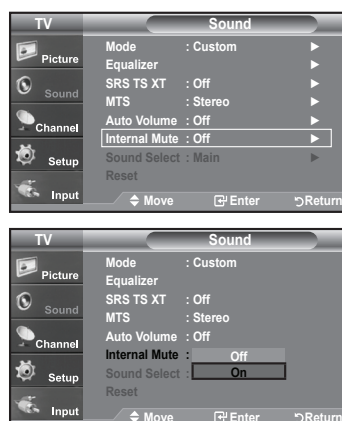 TV Sound
Picture
Sound
Channel
Setup
Input
Mode : Custom ►
Equalizer ►
SRS TS XT : Off ►
MTS : Stereo ►
Auto Volume : Off ►
Internal Mute : Off ►
Sound Select : Main ►
Reset
Move Enter Return
TV Sound
Picture
Sound
Channel
Setup
Input
Mode : Custom
Equalizer
SRS TS XT : Off
MTS : Stereo
Auto Volume : Off
Internal Mute : Off
Sound Select : On
Reset
Move Enter Return